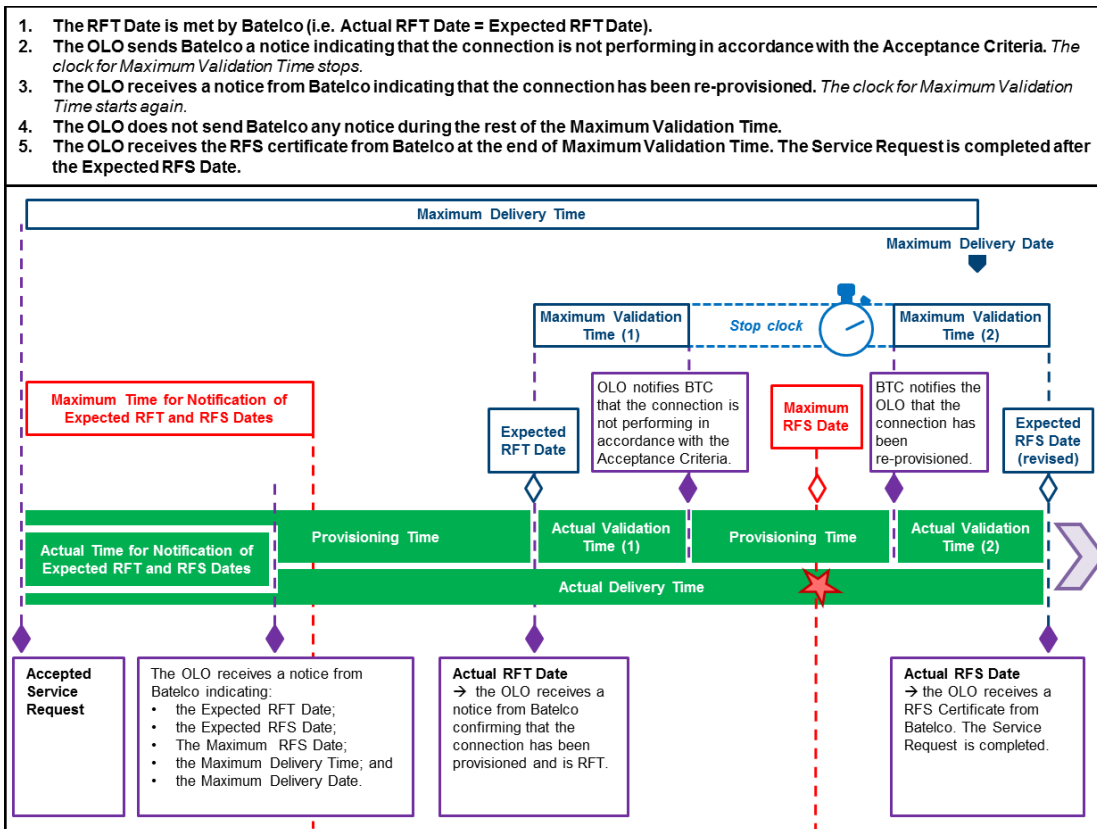 1. The RFT Date is met by Batelco (i.e. Actual RFT Date = Expected RFT Date).
2. The OLO sends Batelco a notice indicating that the connection is not performing in accordance with the Acceptance Criteria. The
clock for Maximum Validation Time stops.
3. The OLO receives a notice from Batelco indicating that the connection has been re-provisioned. The clock for Maximum Validation
Time starts again.
4. The OLO does not send Batelco any notice during the rest of the Maximum Validation Time.
5. The OLO receives the RFS certificate from Batelco at the end of Maximum Validation Time. The Service Request is completed after
the Expected RFS Date.
Maximum Delivery Time
Maximum Delivery Date
Maximum Validation
Time (1)
Stop clock
Maximum Validation
Time (2)
Maximum Time for Notification of
Expected RFT and RFS Dates
Expected
RFT Date
OLO notifies BTC
that the connection is
not performing in
accordance with the
Acceptance Criteria.
Maximum
RFS Date
BTC notifies the
OLO that the
connection has
been
re-provisioned.
Expected
RFS Date
(revised)
Actual Time for Notification of
Expected RFT and RFS Dates
Provisioning Time
Actual Validation
Time (1)
Provisioning Time
Actual Validation
Time (2)
Actual Delivery Time
Accepted
Service
Request
The OLO receives a notice from
Batelco indicating:
• the Expected RFT Date;
• the Expected RFS Date;
• The Maximum RFS Date;
• the Maximum Delivery Time; and
• the Maximum Delivery Date.
Actual RFT Date
→ the OLO receives a
notice from Batelco
confirming that the
connection has been
provisioned and is RFT.
Actual RFS Date
→ the OLO receives a
RFS Certificate from
Batelco. The Service
Request is completed.